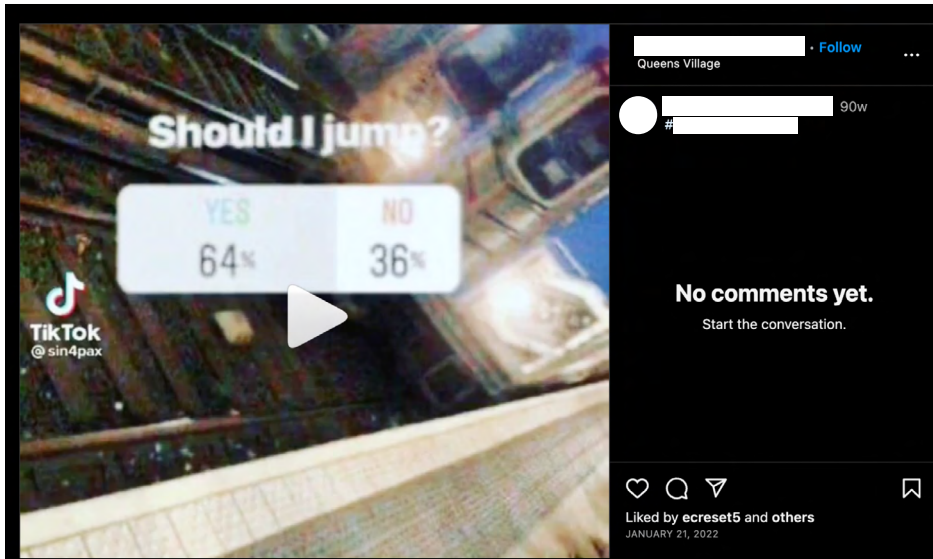 Should I jump?
YES
NO
64%
36%
TikTok
@sin4pax
• Follow
Queens Village
...
90w
#
No comments yet.
Start the conversation.
Liked by ecreset5 and others
JANUARY 21, 2022